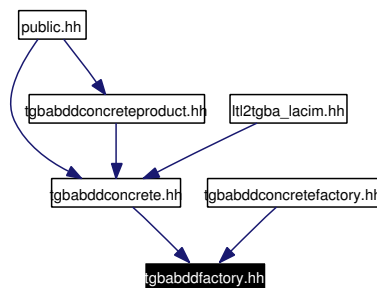 public.hh
tgbabddconcreteproduct.hh
ltl2tgba_lacim.hh
tgbabddconcrete.hh
tgbabddconcretefactory.hh
tgbabddfactory.hh